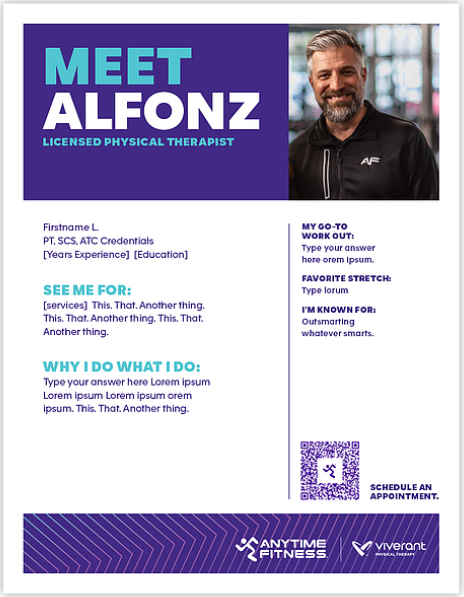 MEET
ALFONZ
LICENSED PHYSICAL THERAPIST
AF
Firstname L.
PT, SCS, ATC Credentials
[Years Experience] [Education]
SEE ME FOR:
[services] This. That. Another thing.
This. That. Another thing. This. That.
Another thing.
WHY I DO WHAT I DO:
Type your answer here Lorem ipsum
Lorem ipsum Lorem ipsum orem
ipsum. This. That. Another thing.
MY GO-TO
WORK OUT:
Type your answer
here orem ipsum.
FAVORITE STRETCH:
Type lorum
I'M KNOWN FOR:
Outsmarting
whatever smarts.
SCHEDULE AN
APPOINTMENT.
ANYTIME
FITNESS
viverant
PHYSICAL THERAPY